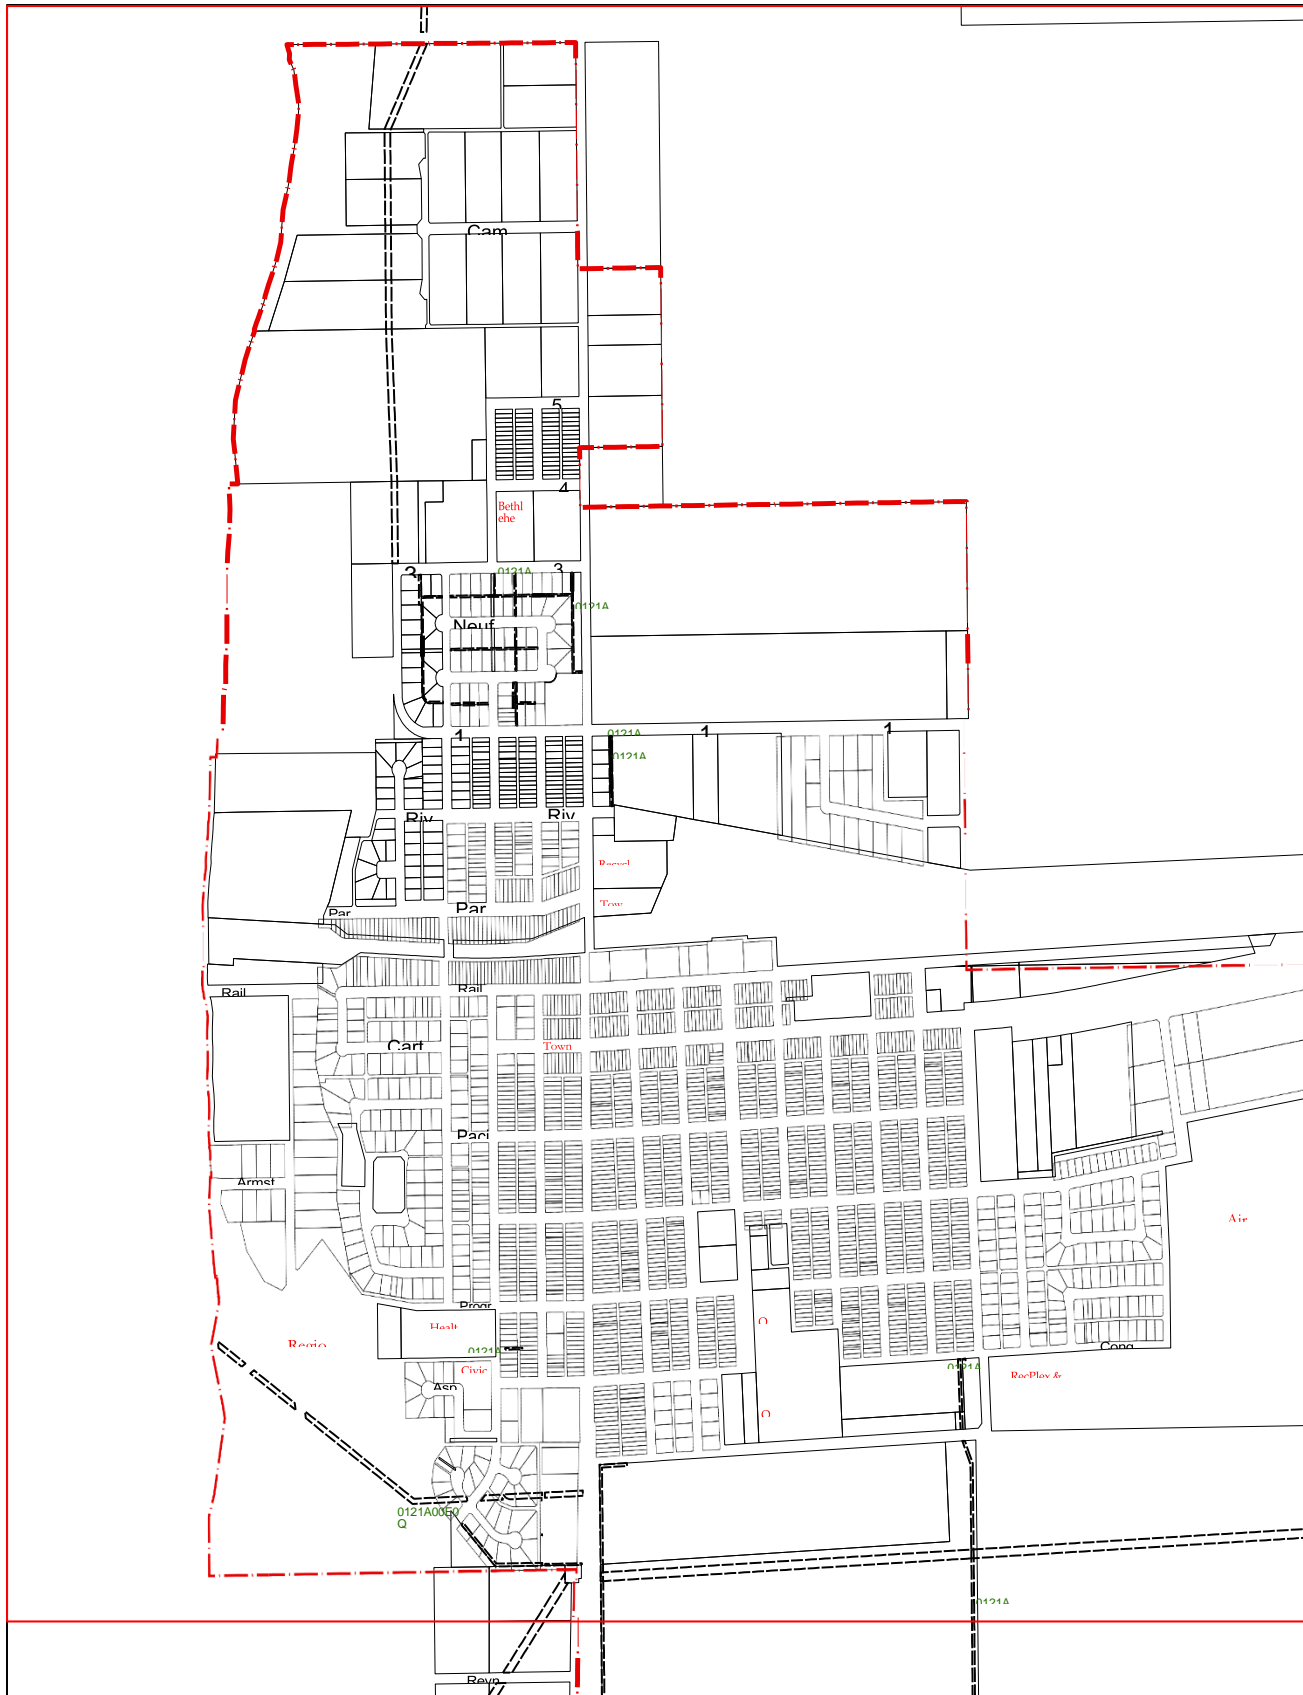 Cam
5
4
Bethl
ehe
3
0121A
3
0121A
Neuf
0121A
1
1
1
0121A
Riv
Riv
Recycl
Tow
Par
Par
Rail
Rail
Cart
Town
Paci
Armst
Air
Progr
Healt
Regio
O
0121A
Civic
Asp
0121A
Cong
RecPlex &
O
0121A00E0
Q
0121A
Reyn